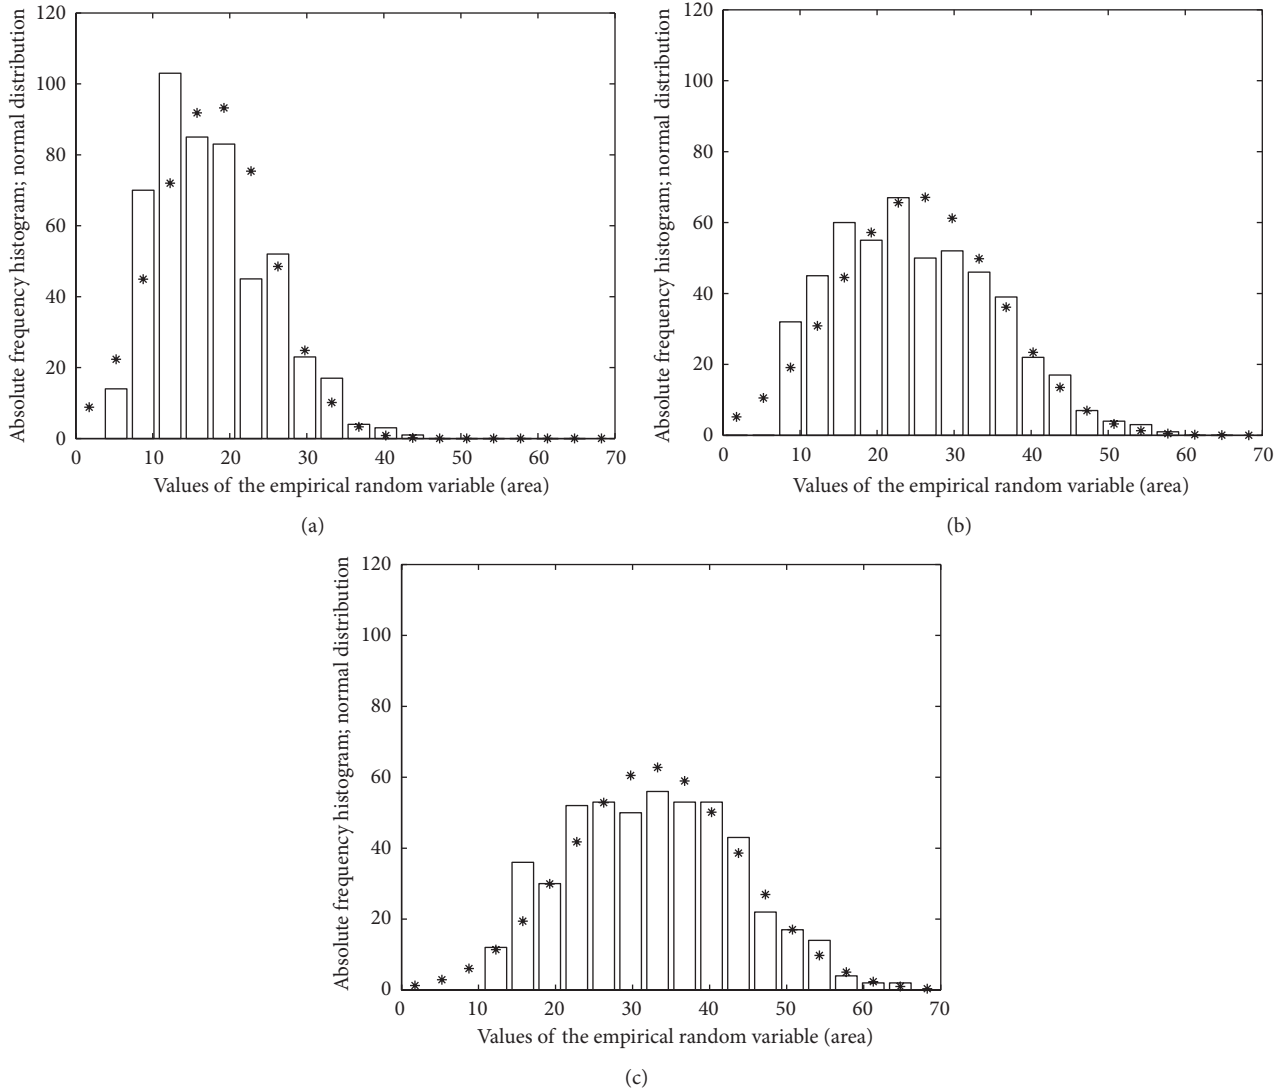 Absolute frequency histogram; normal distribution
120
100
80
60
40
20
0
0 10 20 30 40 50 60 70
Values of the empirical random variable (area)
(a)
Absolute frequency histogram; normal distribution
120
100
80
60
40
20
0
0 10 20 30 40 50 60 70
Values of the empirical random variable (area)
(b)
Absolute frequency histogram; normal distribution
120
100
80
60
40
20
0
0 10 20 30 40 50 60 70
Values of the empirical random variable (area)
(c)